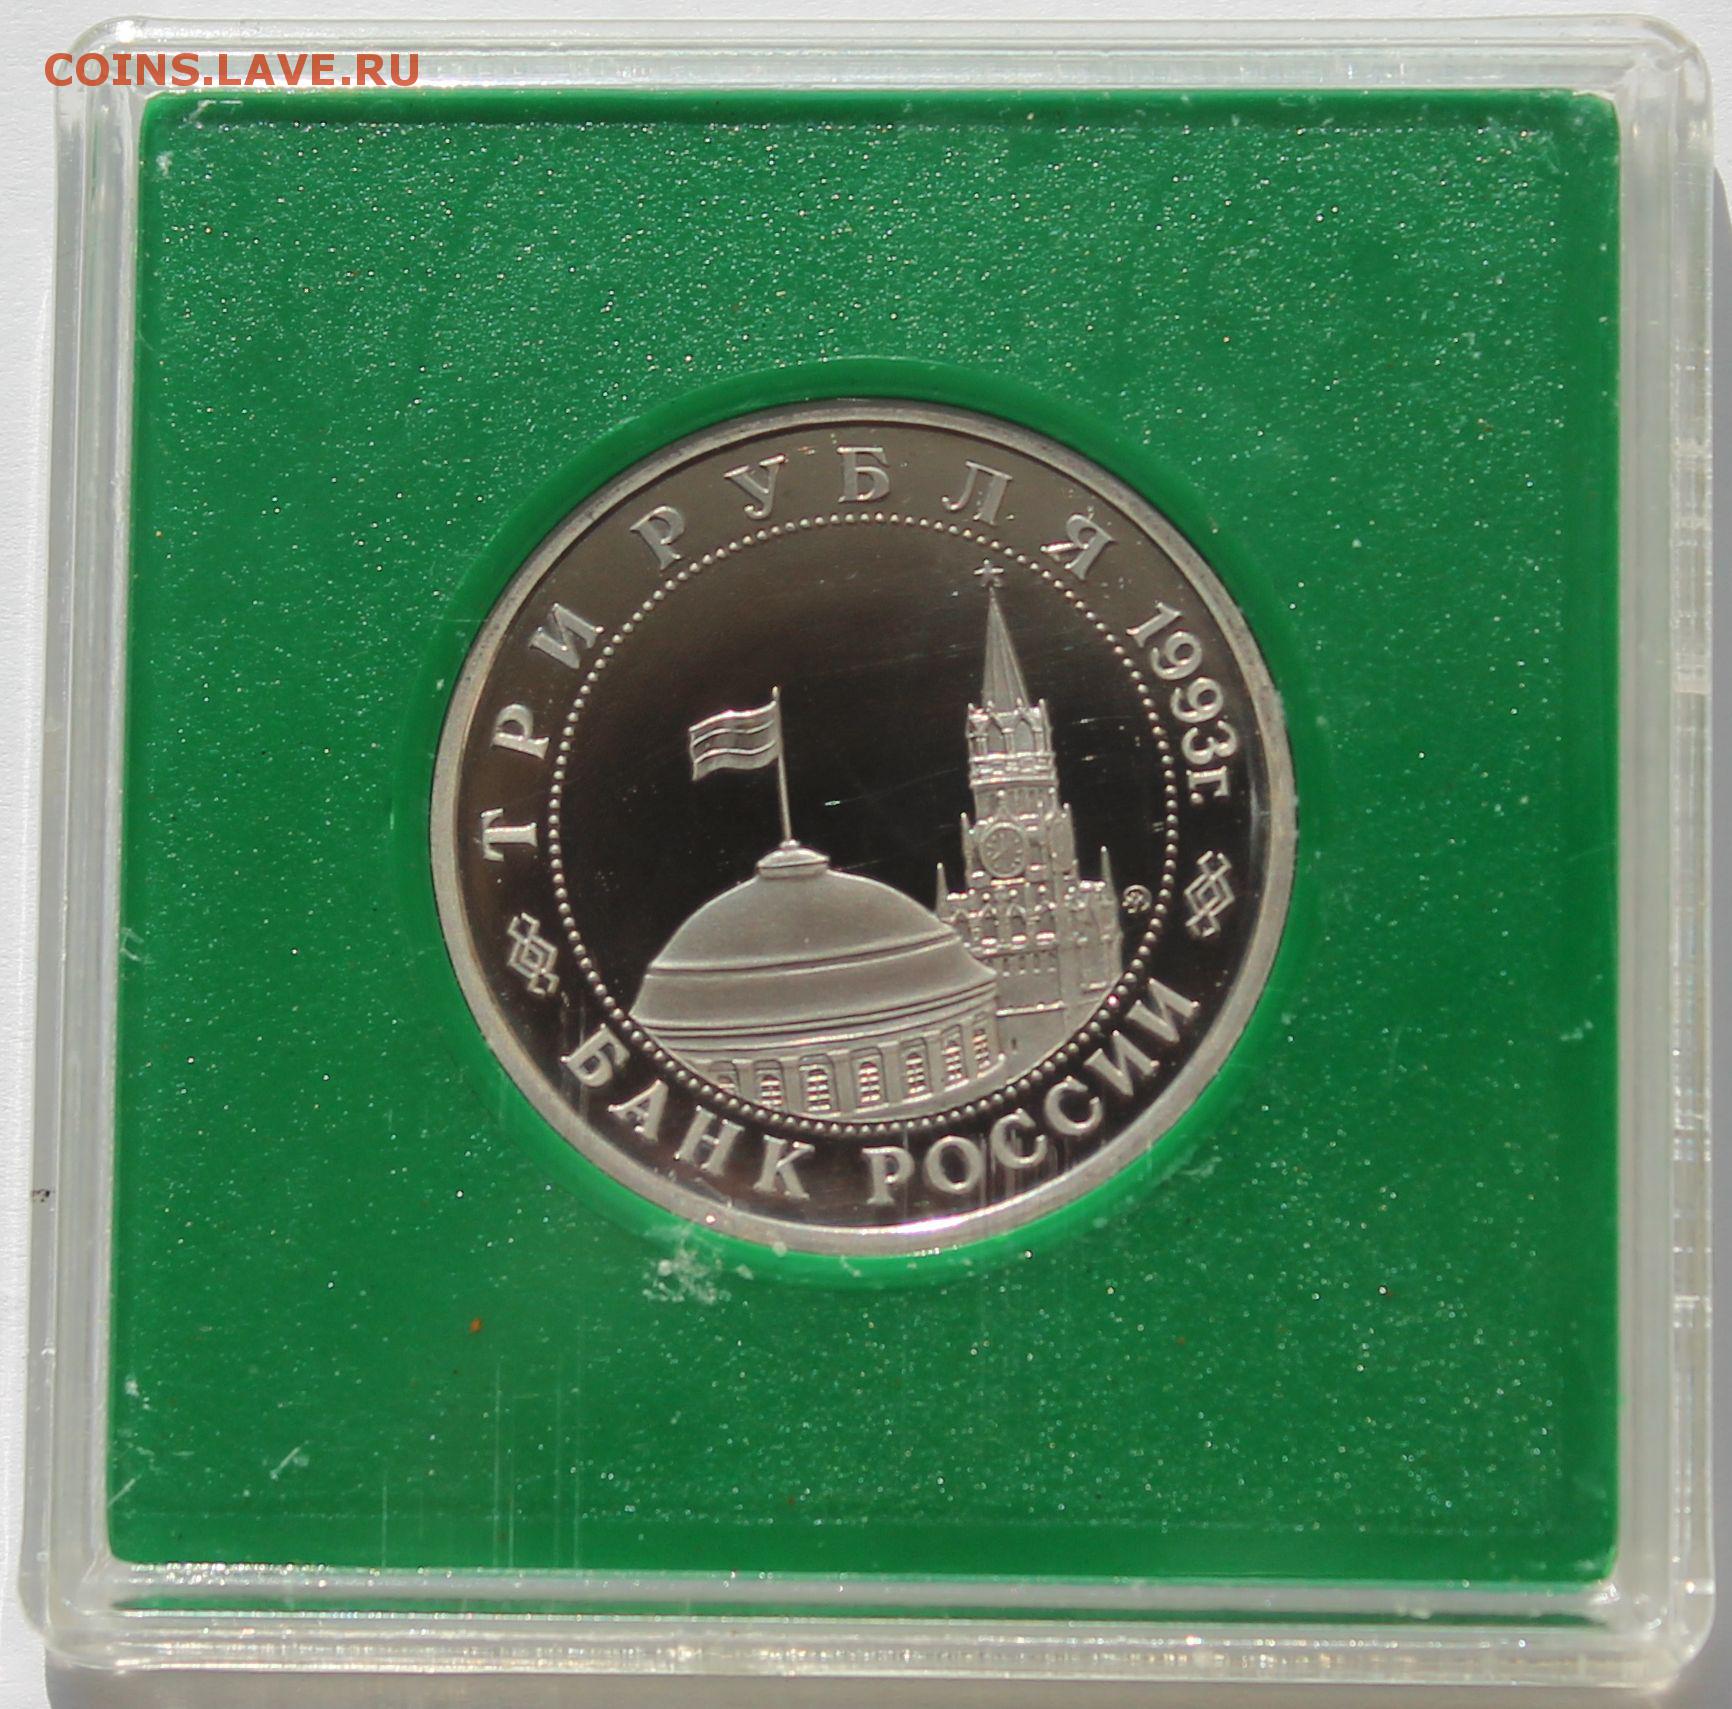 COINS.LAVE.RU
ТРИ РУБЛЯ 1993г.
БАНК РОССИИ